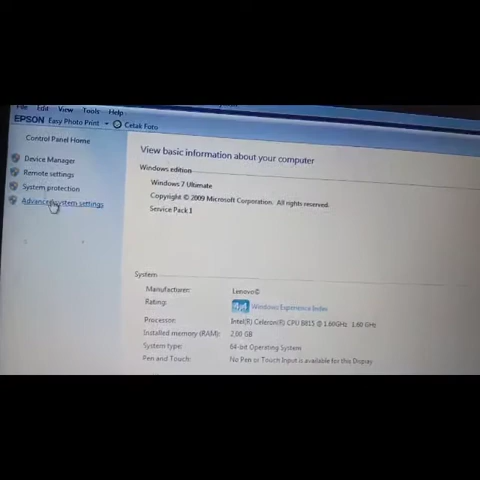 File Edit View Tools Help
EPSON Easy Photo Print Cetak Foto
Control Panel Home
Device Manager
Remote settings
System protection
Advanced system settings
View basic information about your computer
Windows edition
Windows 7 Ultimate
Copyright © 2009 Microsoft Corporation. All rights reserved.
Service Pack 1
System
Manufacturer: Lenovo©
Rating: 4,4 Windows Experience Index
Processor: Intel(R) Celeron(R) CPU B815 @ 1.60GHz 1.60 GHz
Installed memory (RAM): 2.00 GB
System type: 64-bit Operating System
Pen and Touch: No Pen or Touch Input is available for this Display